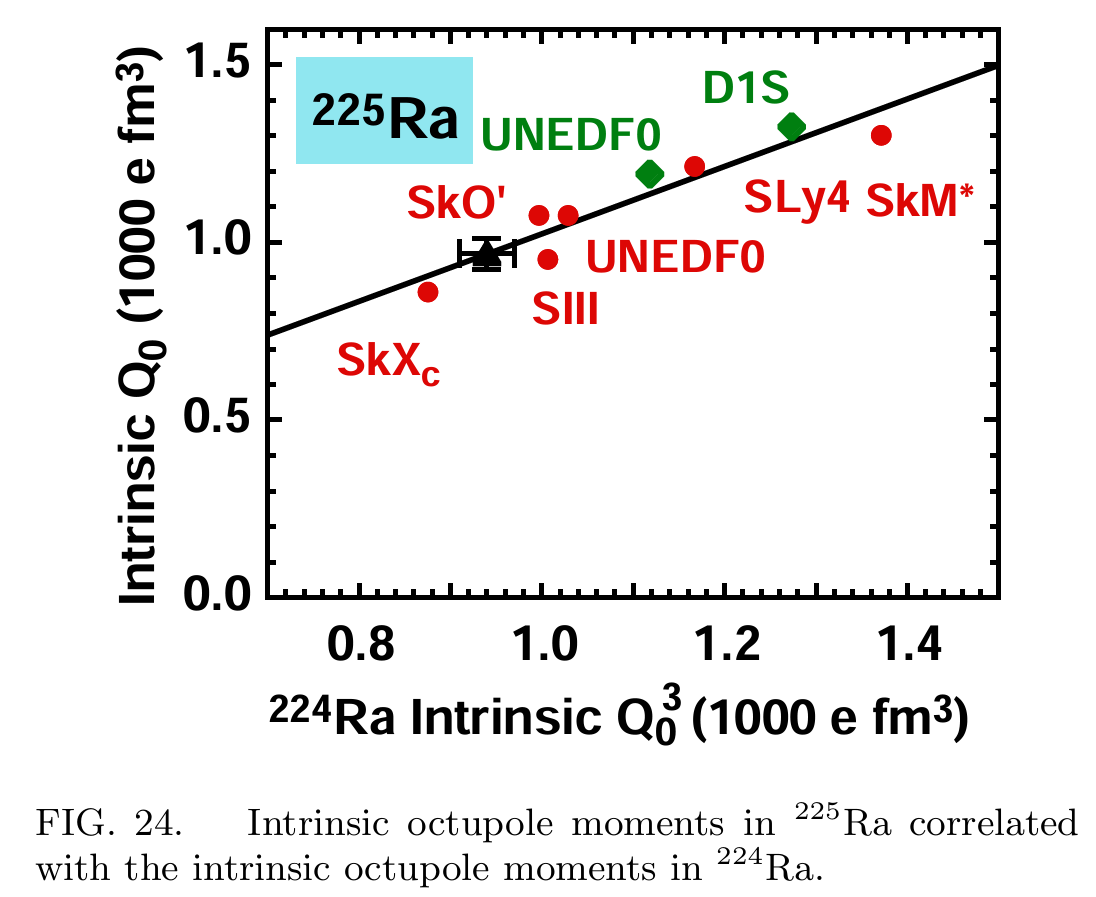 1.5
1.0
0.5
0.0
Intrinsic Q₀ (1000 e fm³)
²²⁵Ra
UNEDF0
D1S
SkO'
SLy4
SkM*
UNEDF0
SIII
SkXc
0.8 1.0 1.2 1.4
²²⁴Ra Intrinsic Q₀³ (1000 e fm³)
FIG. 24. Intrinsic octupole moments in ²²⁵Ra correlated
with the intrinsic octupole moments in ²²⁴Ra.